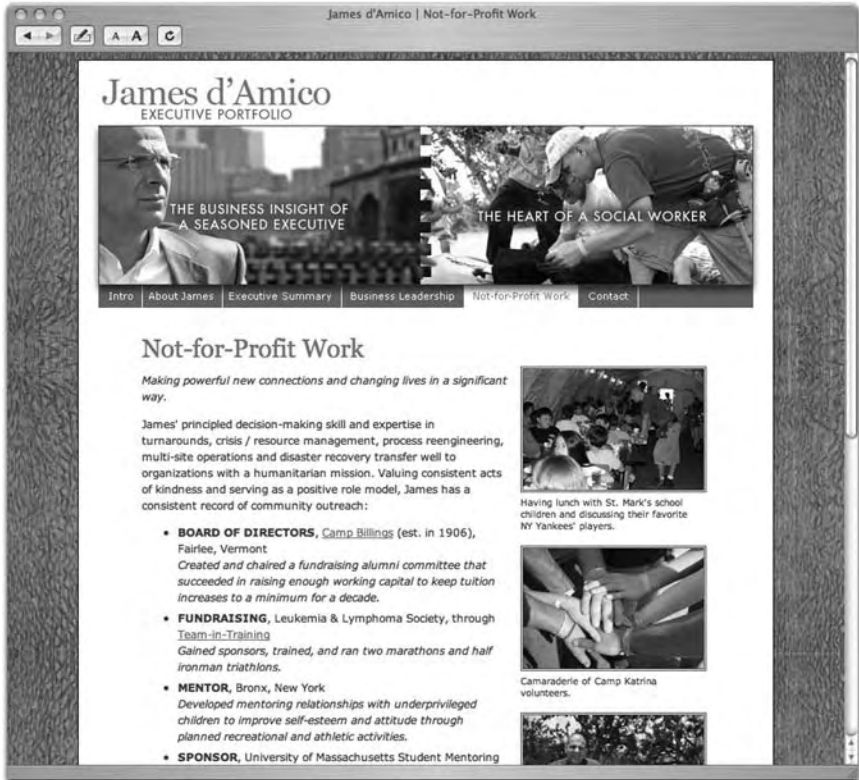 James d'Amico | Not-for-Profit Work
A A
James d'Amico
EXECUTIVE PORTFOLIO
THE BUSINESS INSIGHT OF
A SEASONED EXECUTIVE
THE HEART OF A SOCIAL WORKER
Intro About James Executive Summary Business Leadership Not-for-Profit Work Contact
Not-for-Profit Work
Making powerful new connections and changing lives in a significant
way.
James' principled decision-making skill and expertise in
turnarounds, crisis / resource management, process reengineering,
multi-site operations and disaster recovery transfer well to
organizations with a humanitarian mission. Valuing consistent acts
of kindness and serving as a positive role model, James has a
consistent record of community outreach:
• BOARD OF DIRECTORS, Camp Billings (est. in 1906),
Fairlee, Vermont
Created and chaired a fundraising alumni committee that
succeeded in raising enough working capital to keep tuition
increases to a minimum for a decade.
• FUNDRAISING, Leukemia & Lymphoma Society, through
Team-in-Training
Gained sponsors, trained, and ran two marathons and half
ironman triathlons.
• MENTOR, Bronx, New York
Developed mentoring relationships with underprivileged
children to improve self-esteem and attitude through
planned recreational and athletic activities.
• SPONSOR, University of Massachusetts Student Mentoring
Having lunch with St. Mark's school
children and discussing their favorite
NY Yankees' players.
Camaraderie of Camp Katrina
volunteers.